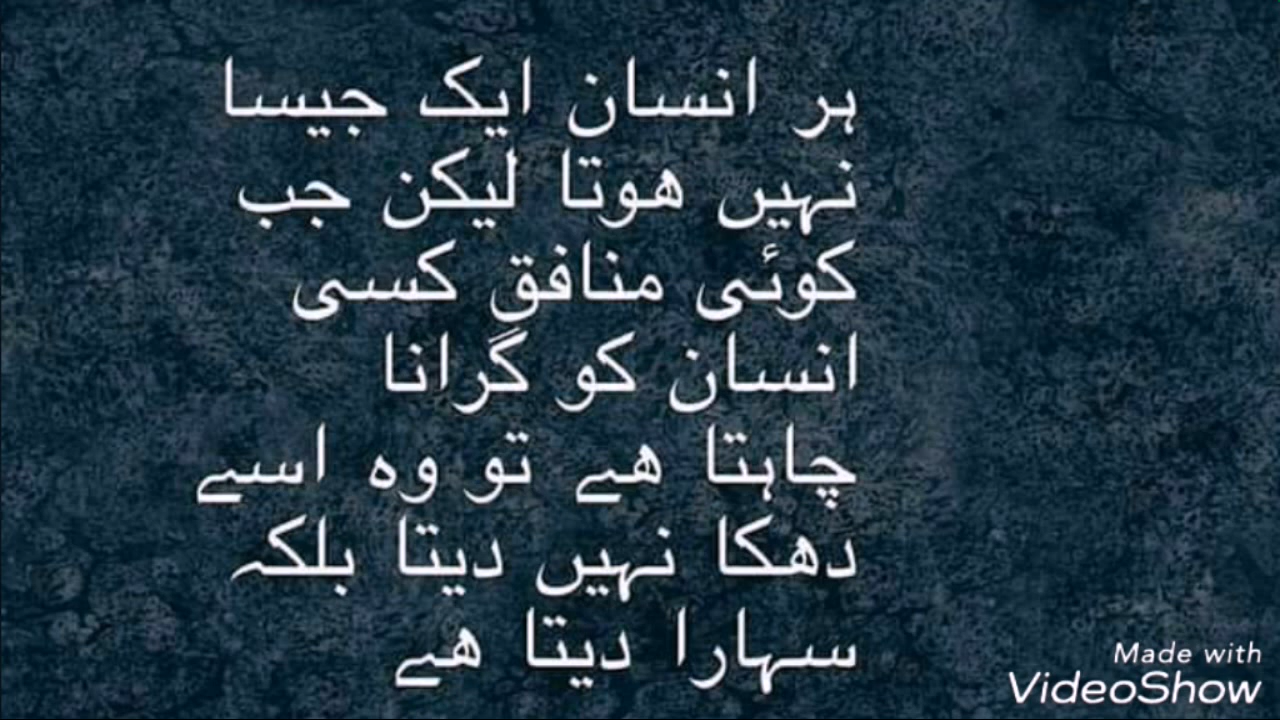 ہر انسان ایک جیسا
نہیں ھوتا لیکن جب
کوئی منافق کسی
انسان کو گرانا
چاہتا ھے تو وہ اسے
دھکا نہیں دیتا بلکہ
سہارا دیتا ھے
Made with
VideoShow